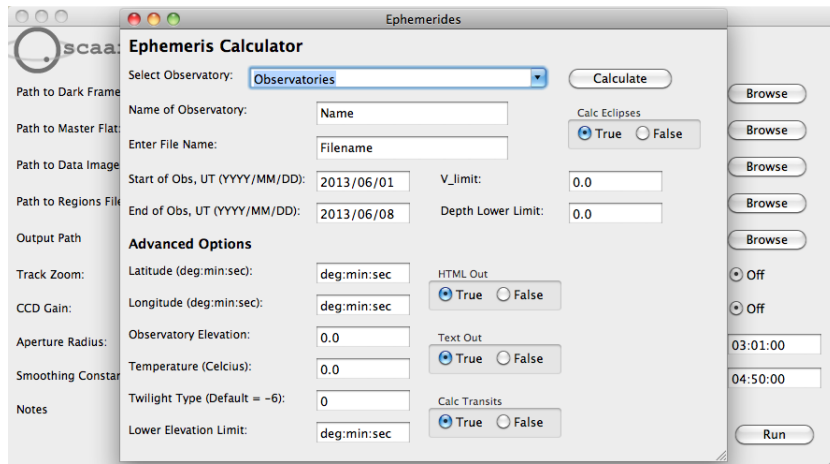 Ephemerides
scaa
Ephemeris Calculator
Select Observatory: Observatories Calculate
Name of Observatory: Name
Calc Eclipses
True False
Enter File Name: Filename
Start of Obs, UT (YYYY/MM/DD): 2013/06/01 V_limit: 0.0
End of Obs, UT (YYYY/MM/DD): 2013/06/08 Depth Lower Limit: 0.0
Advanced Options
Latitude (deg:min:sec): deg:min:sec
HTML Out
True False
Longitude (deg:min:sec): deg:min:sec
Observatory Elevation: 0.0
Text Out
True False
Temperature (Celcius): 0.0
Twilight Type (Default = -6): 0
Calc Transits
True False
Lower Elevation Limit: deg:min:sec
Path to Dark Frame Browse
Path to Master Flat: Browse
Path to Data Image Browse
Path to Regions File Browse
Output Path Browse
Track Zoom: Off
CCD Gain: Off
Aperture Radius: 03:01:00
Smoothing Constan 04:50:00
Notes
Run